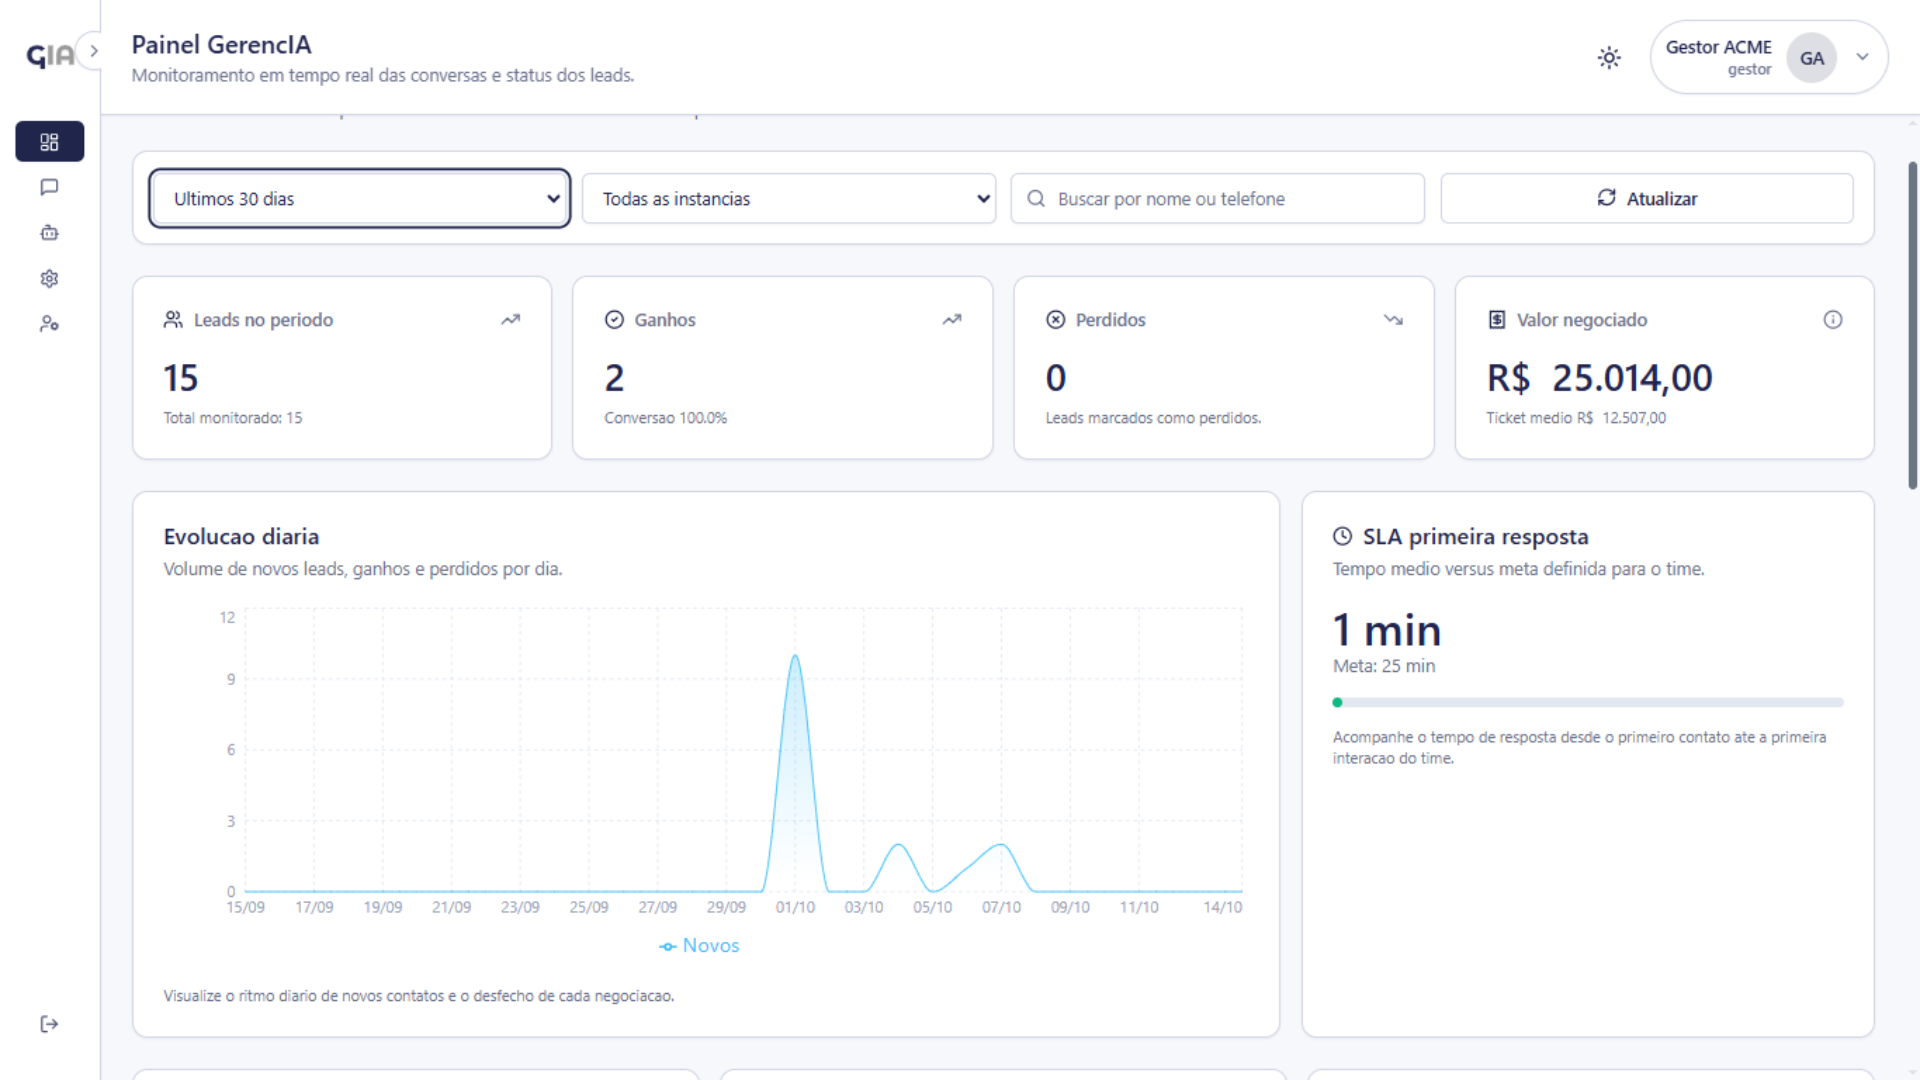 GIA
Painel GerencIA
Monitoramento em tempo real das conversas e status dos leads.
Gestor ACME
gestor
GA
Ultimos 30 dias
Todas as instancias
Buscar por nome ou telefone
Atualizar
Leads no periodo
15
Total monitorado: 15
Ganhos
2
Conversao 100.0%
Perdidos
0
Leads marcados como perdidos.
Valor negociado
R$ 25.014,00
Ticket medio R$ 12.507,00
Evolucao diaria
Volume de novos leads, ganhos e perdidos por dia.
12
9
6
3
0
15/09 17/09 19/09 21/09 23/09 25/09 27/09 29/09 01/10 03/10 05/10 07/10 09/10 11/10 14/10
Novos
Visualize o ritmo diario de novos contatos e o desfecho de cada negociacao.
SLA primeira resposta
Tempo medio versus meta definida para o time.
1 min
Meta: 25 min
Acompanhe o tempo de resposta desde o primeiro contato ate a primeira
interacao do time.